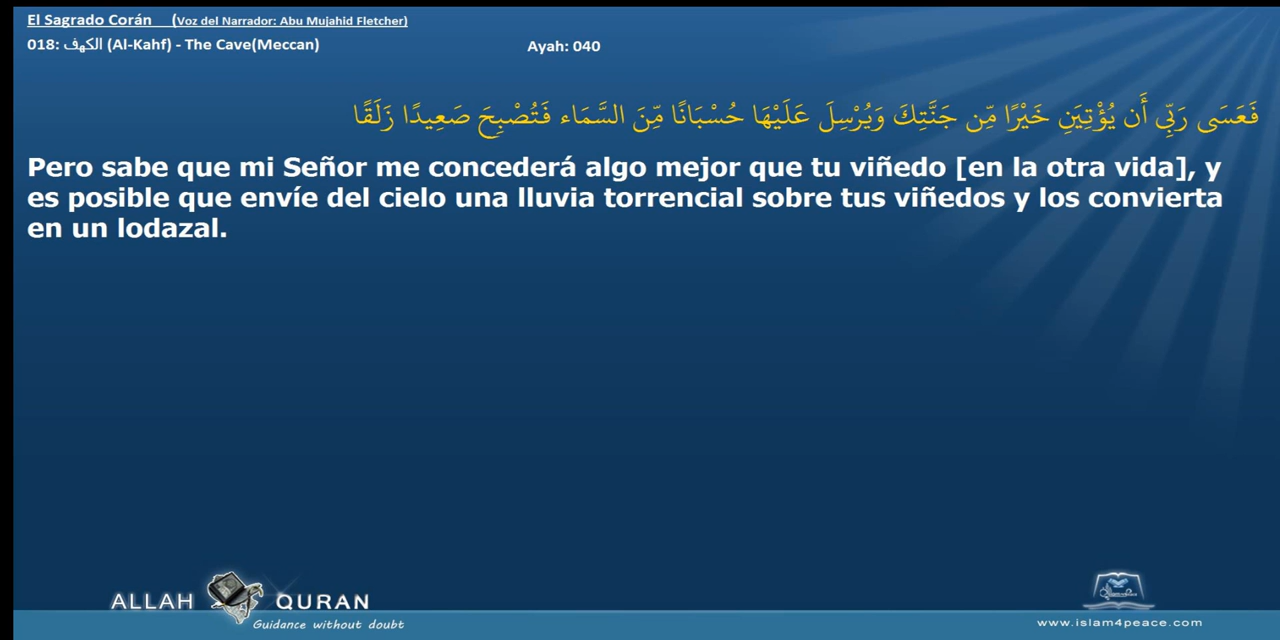 El Sagrado Corán (Voz del Narrador: Abu Mujahid Fletcher)
018: الكهف (Al-Kahf) - The Cave(Meccan) Ayah: 040
فَعَسَى رَبِّي أَن يُؤْتِيَنِ خَيْرًا مِّن جَنَّتِكَ وَيُرْسِلَ عَلَيْهَا حُسْبَانًا مِّنَ السَّمَاء فَتُصْبِحَ صَعِيدًا زَلَقًا
Pero sabe que mi Señor me concederá algo mejor que tu viñedo [en la otra vida], y
es posible que envíe del cielo una lluvia torrencial sobre tus viñedos y los convierta
en un lodazal.
ALLAH QURAN
Guidance without doubt
www.islam4peace.com